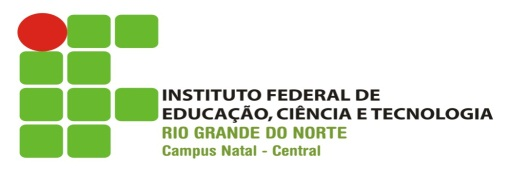 INSTITUTO FEDERAL DE
EDUCAÇÃO, CIÊNCIA E TECNOLOGIA
RIO GRANDE DO NORTE
Campus Natal - Central